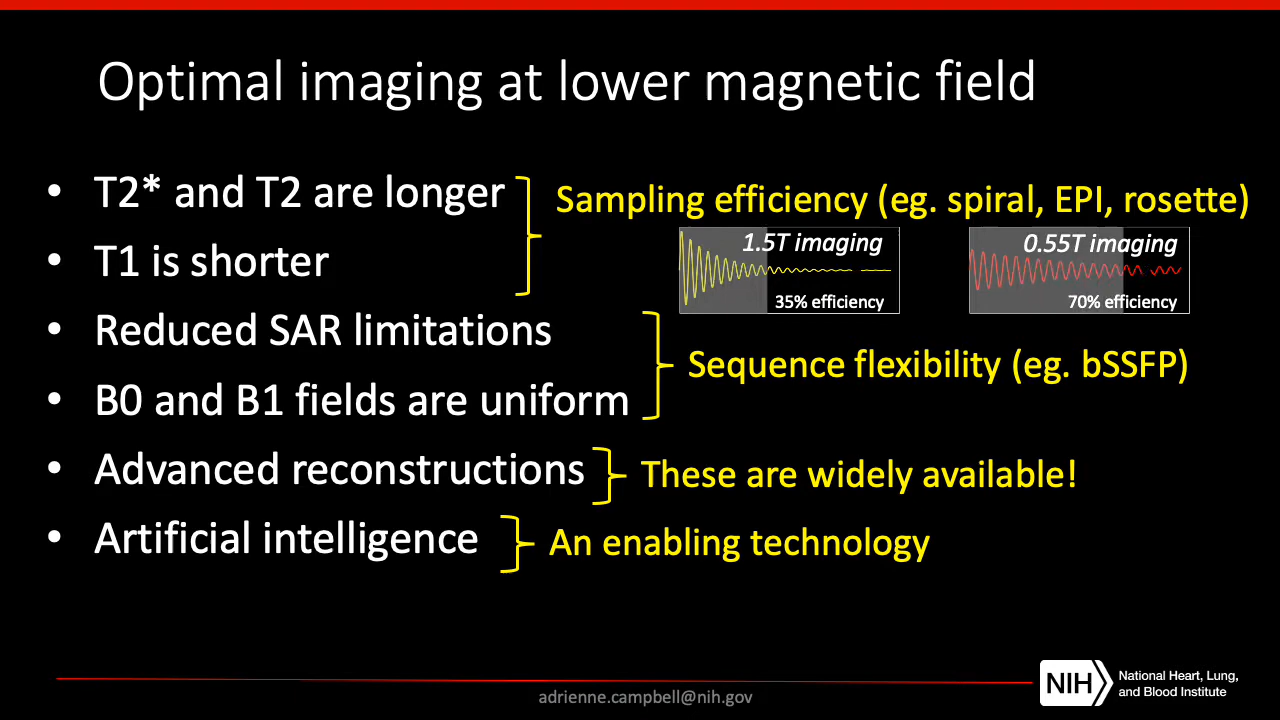 Optimal imaging at lower magnetic field
• T2* and T2 are longer
• T1 is shorter
Sampling efficiency (eg. spiral, EPI, rosette)
1.5T imaging
35% efficiency
0.55T imaging
70% efficiency
• Reduced SAR limitations
• B0 and B1 fields are uniform
Sequence flexibility (eg. bSSFP)
• Advanced reconstructions
These are widely available!
• Artificial intelligence
An enabling technology
adrienne.campbell@nih.gov
NIH
National Heart, Lung,
and Blood Institute